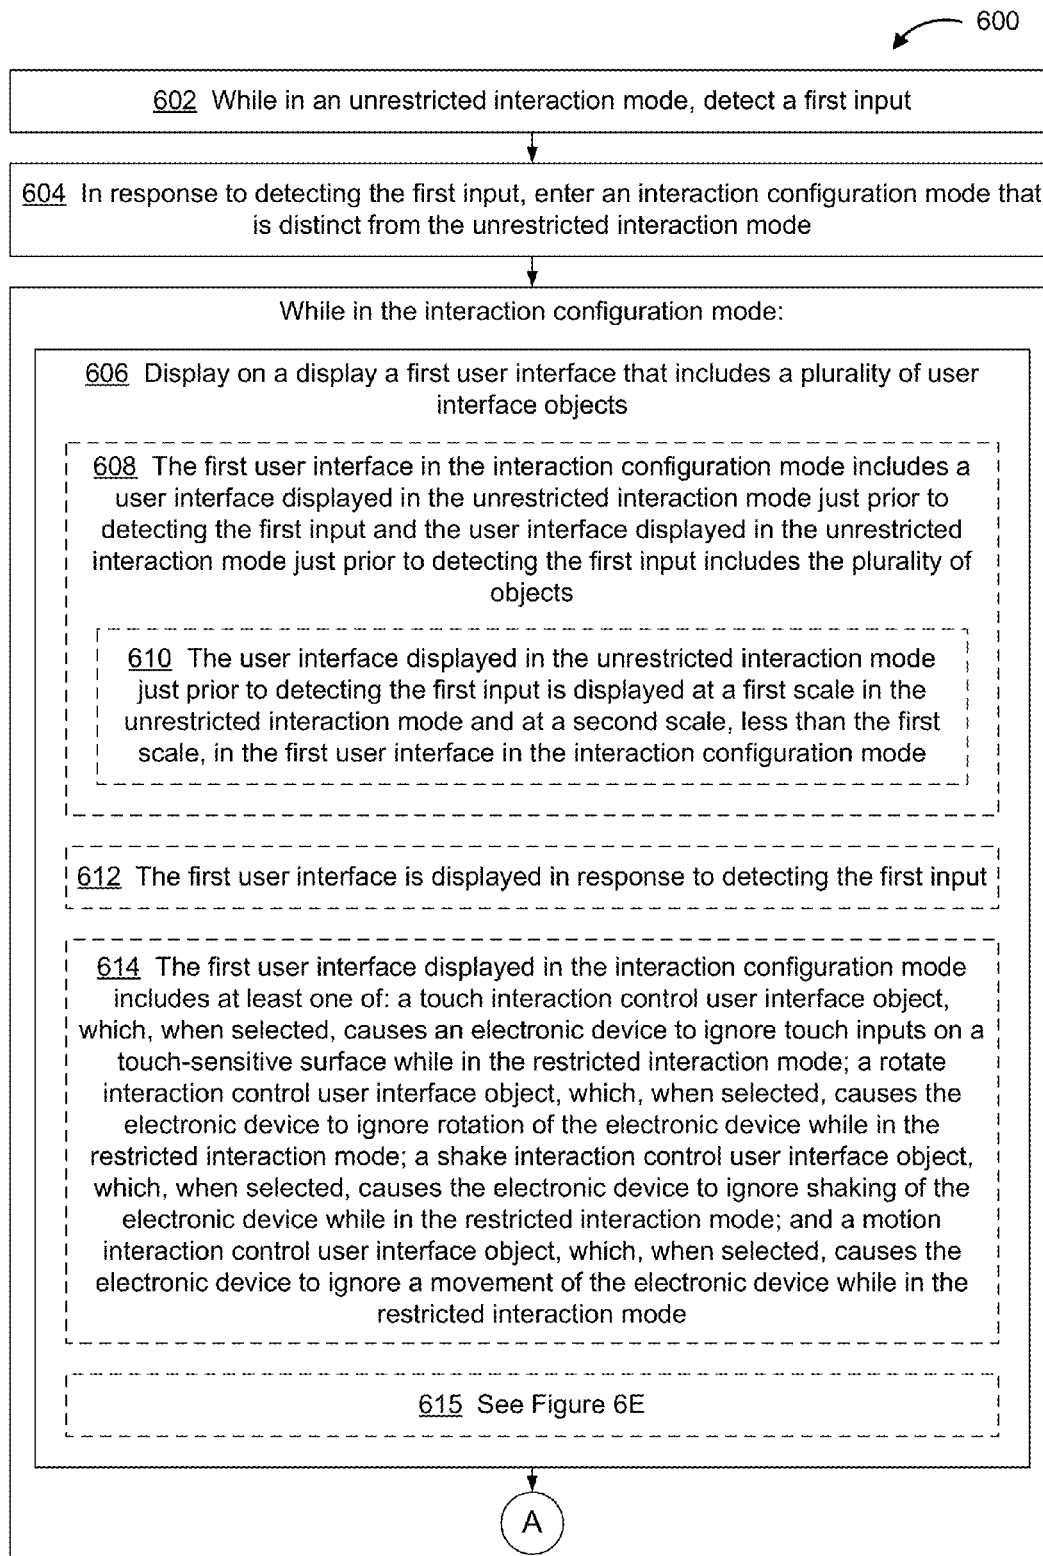 600
602 While in an unrestricted interaction mode, detect a first input
604 In response to detecting the first input, enter an interaction configuration mode that
is distinct from the unrestricted interaction mode
While in the interaction configuration mode:
606 Display on a display a first user interface that includes a plurality of user
interface objects
608 The first user interface in the interaction configuration mode includes a
user interface displayed in the unrestricted interaction mode just prior to
detecting the first input and the user interface displayed in the unrestricted
interaction mode just prior to detecting the first input includes the plurality of
objects
610 The user interface displayed in the unrestricted interaction mode
just prior to detecting the first input is displayed at a first scale in the
unrestricted interaction mode and at a second scale, less than the first
scale, in the first user interface in the interaction configuration mode
612 The first user interface is displayed in response to detecting the first input
614 The first user interface displayed in the interaction configuration mode
includes at least one of: a touch interaction control user interface object,
which, when selected, causes an electronic device to ignore touch inputs on a
touch-sensitive surface while in the restricted interaction mode; a rotate
interaction control user interface object, which, when selected, causes the
electronic device to ignore rotation of the electronic device while in the
restricted interaction mode; a shake interaction control user interface object,
which, when selected, causes the electronic device to ignore shaking of the
electronic device while in the restricted interaction mode; and a motion
interaction control user interface object, which, when selected, causes the
electronic device to ignore a movement of the electronic device while in the
restricted interaction mode
615 See Figure 6E
A